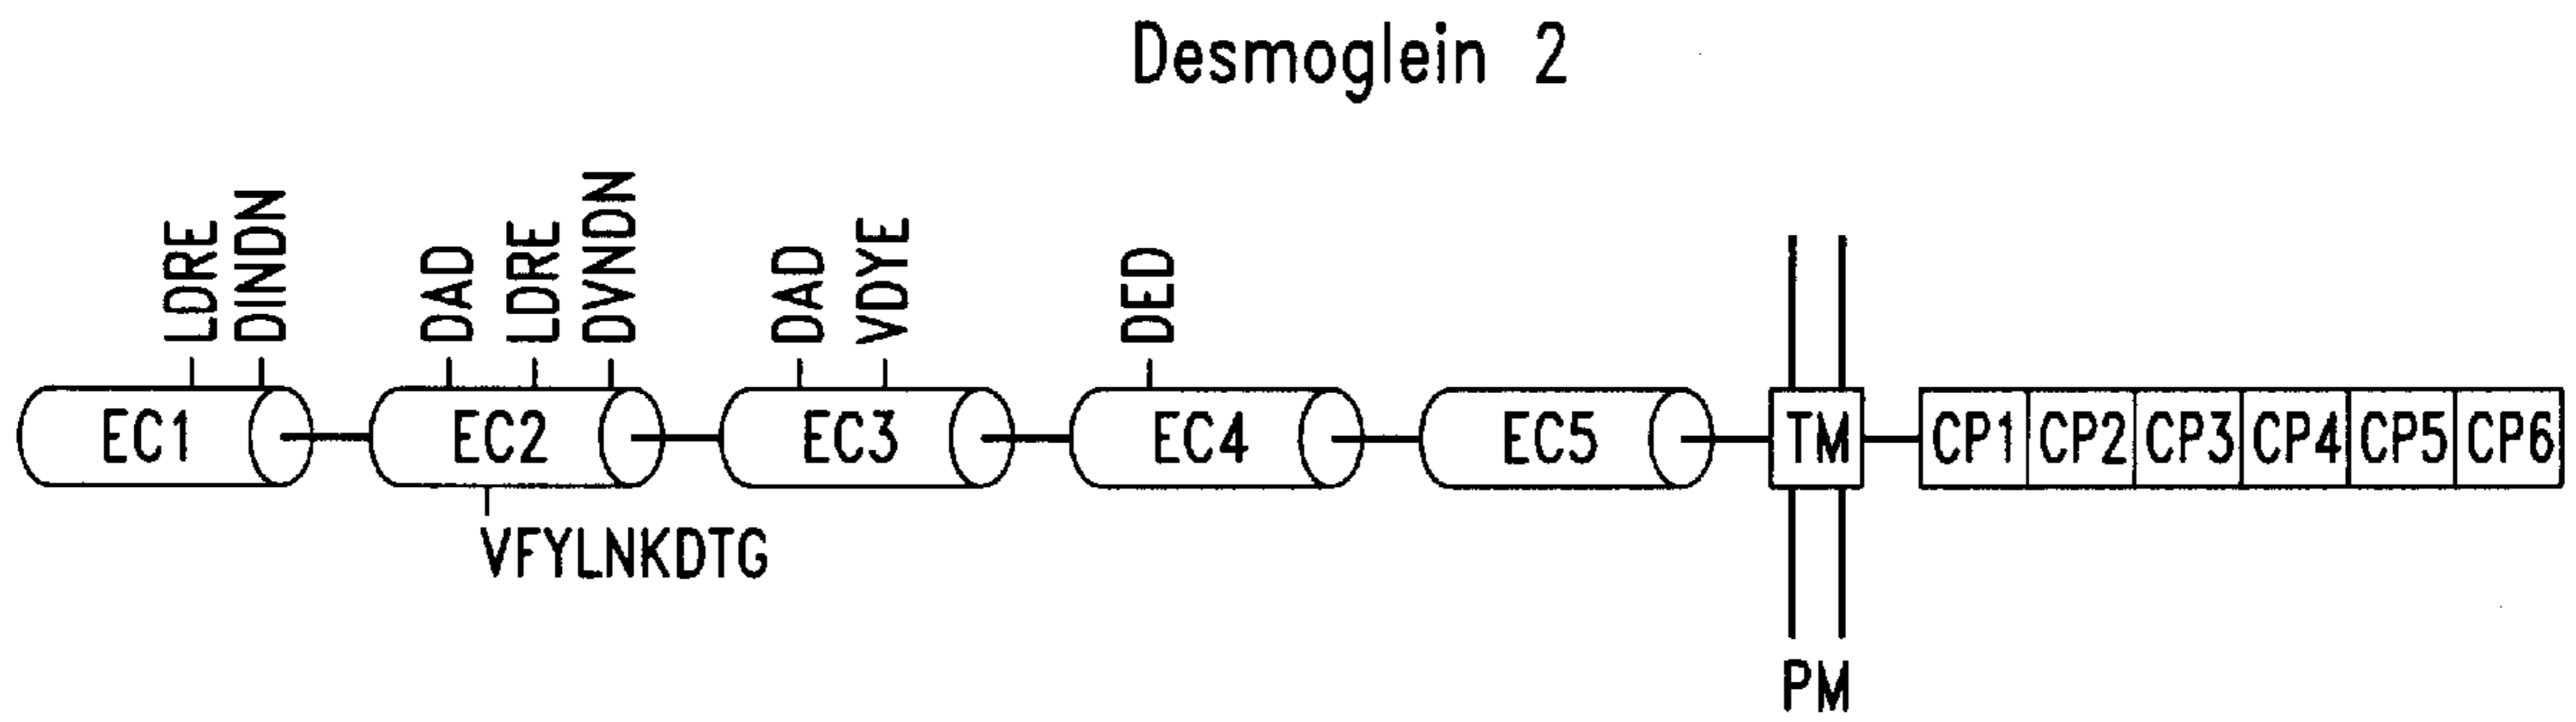 Desmoglein 2
LDRE
DINDN
DAD
LDRE
DVNDN
DAD
VDYE
DED
EC1 EC2 EC3 EC4 EC5 TM CP1 CP2 CP3 CP4 CP5 CP6
VFYLNKDTG
PM